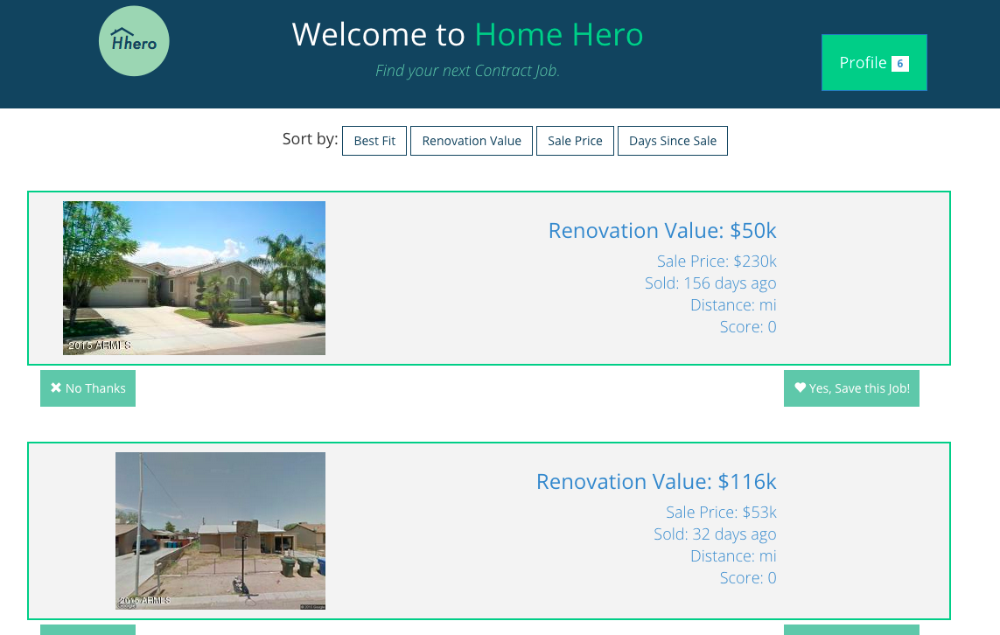 Hhero
Welcome to Home Hero
Find your next Contract Job.
Profile 6
Sort by: Best Fit Renovation Value Sale Price Days Since Sale
Renovation Value: $50k
Sale Price: $230k
Sold: 156 days ago
Distance: mi
Score: 0
2015 ARMLS
No Thanks
Yes, Save this Job!
Renovation Value: $116k
Sale Price: $53k
Sold: 32 days ago
Distance: mi
Score: 0
2015 ARMLS